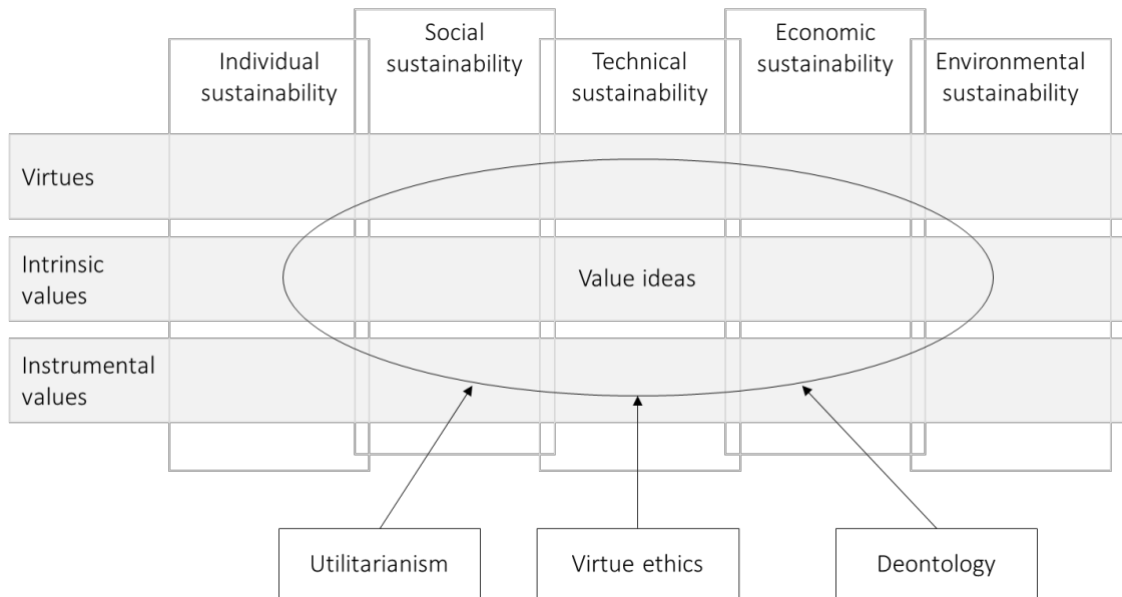 Individual
sustainability
Social
sustainability
Technical
sustainability
Economic
sustainability
Environmental
sustainability
Virtues
Intrinsic
values
Value ideas
Instrumental
values
Utilitarianism
Virtue ethics
Deontology